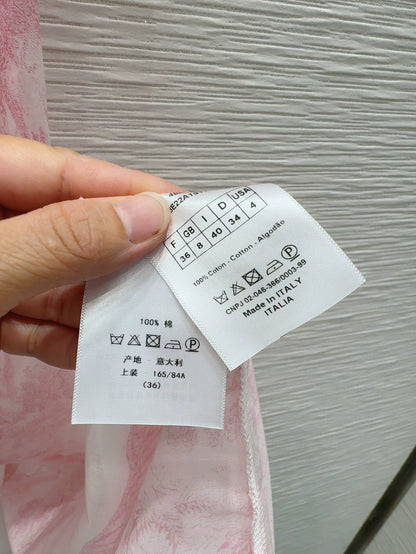 F GB I D USA
36 8 40 34 4
100% Coton - Cotton - Algodão
CNPJ 02-046-366/0003-99
Made in ITALY
ITALIA
100% 棉
产地 · 意大利
上装 · 165/84A
(36)